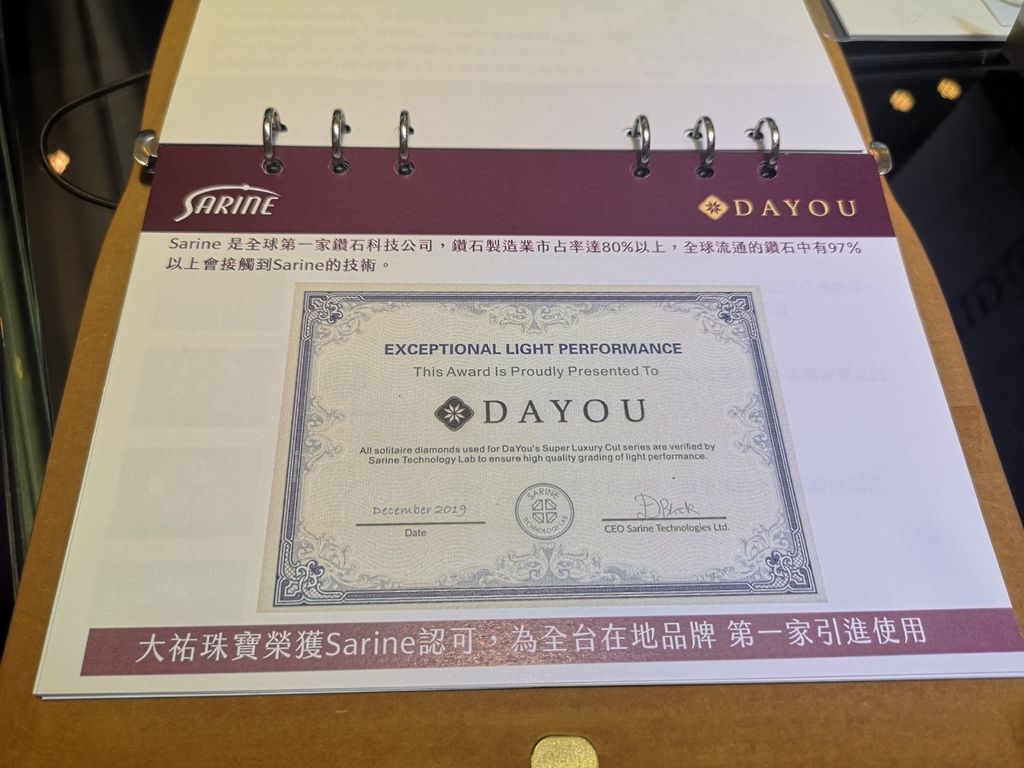 SARINE
DAYOU
Sarine 是全球第一家鑽石科技公司，鑽石製造業市占率達80%以上，全球流通的鑽石中有97%
以上會接觸到Sarine的技術。
EXCEPTIONAL LIGHT PERFORMANCE
This Award Is Proudly Presented To
DAYOU
All solitaire diamonds used for DaYou's Super Luxury Cut series are verified by
Sarine Technology Lab to ensure high quality grading of light performance.
December 2019
Date
SARINE
TECHNOLOGY LAB
DBlock
CEO Sarine Technologies Ltd.
大祐珠寶榮獲Sarine認可，為全台在地品牌 第一家引進使用